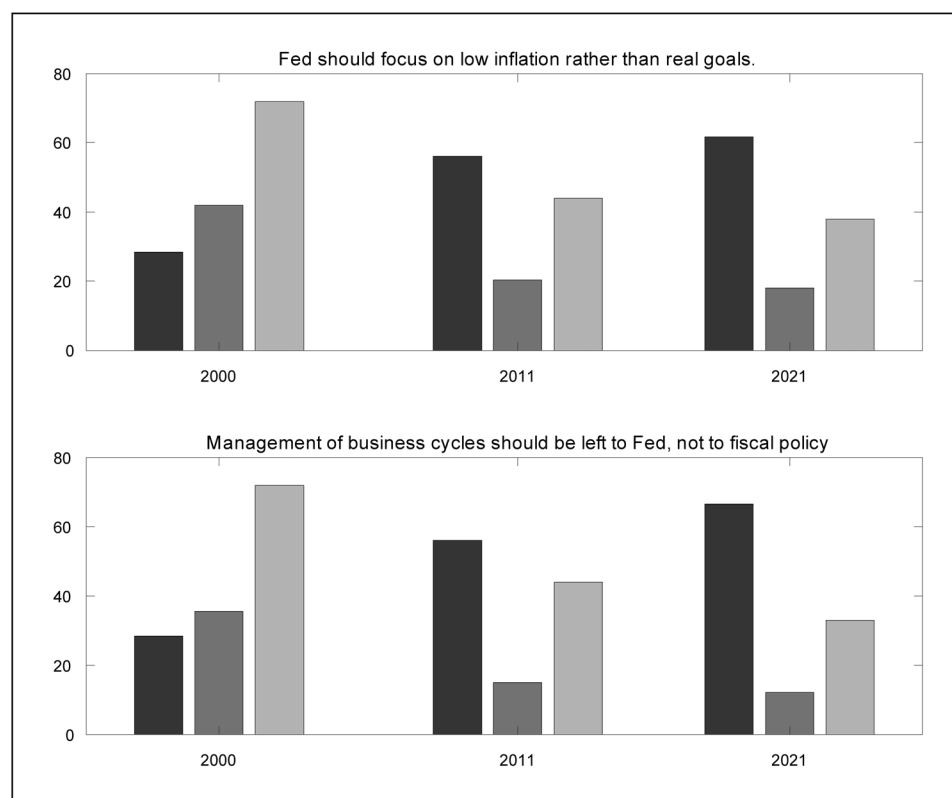 Fed should focus on low inflation rather than real goals.
80
60
40
20
0
2000 2011 2021
Management of business cycles should be left to Fed, not to fiscal policy
80
60
40
20
0
2000 2011 2021